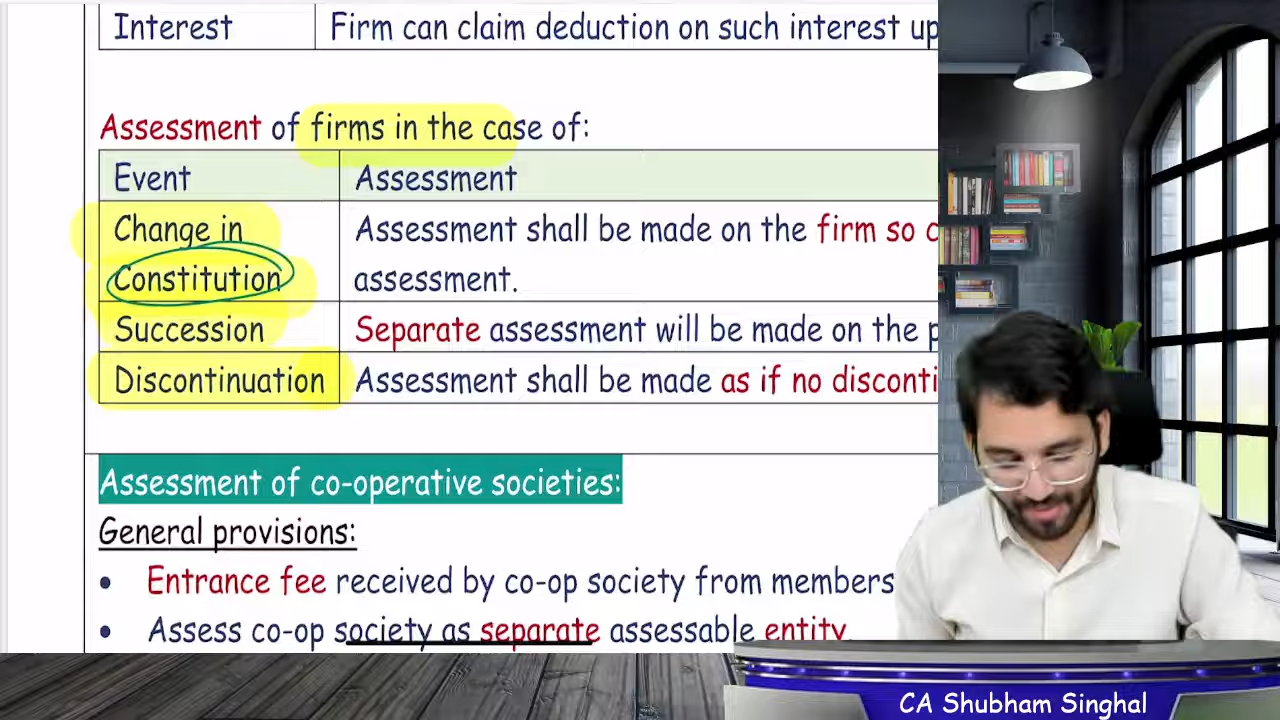 Interest Firm can claim deduction on such interest up
Assessment of firms in the case of:
Event Assessment
Change in Constitution Assessment shall be made on the firm so
assessment.
Succession Separate assessment will be made on the
Discontinuation Assessment shall be made as if no
Assessment of co-operative societies:
General provisions:
• Entrance fee received by co-op society from members
• Assess co-op society as separate assessable entity
CA Shubham Singhal